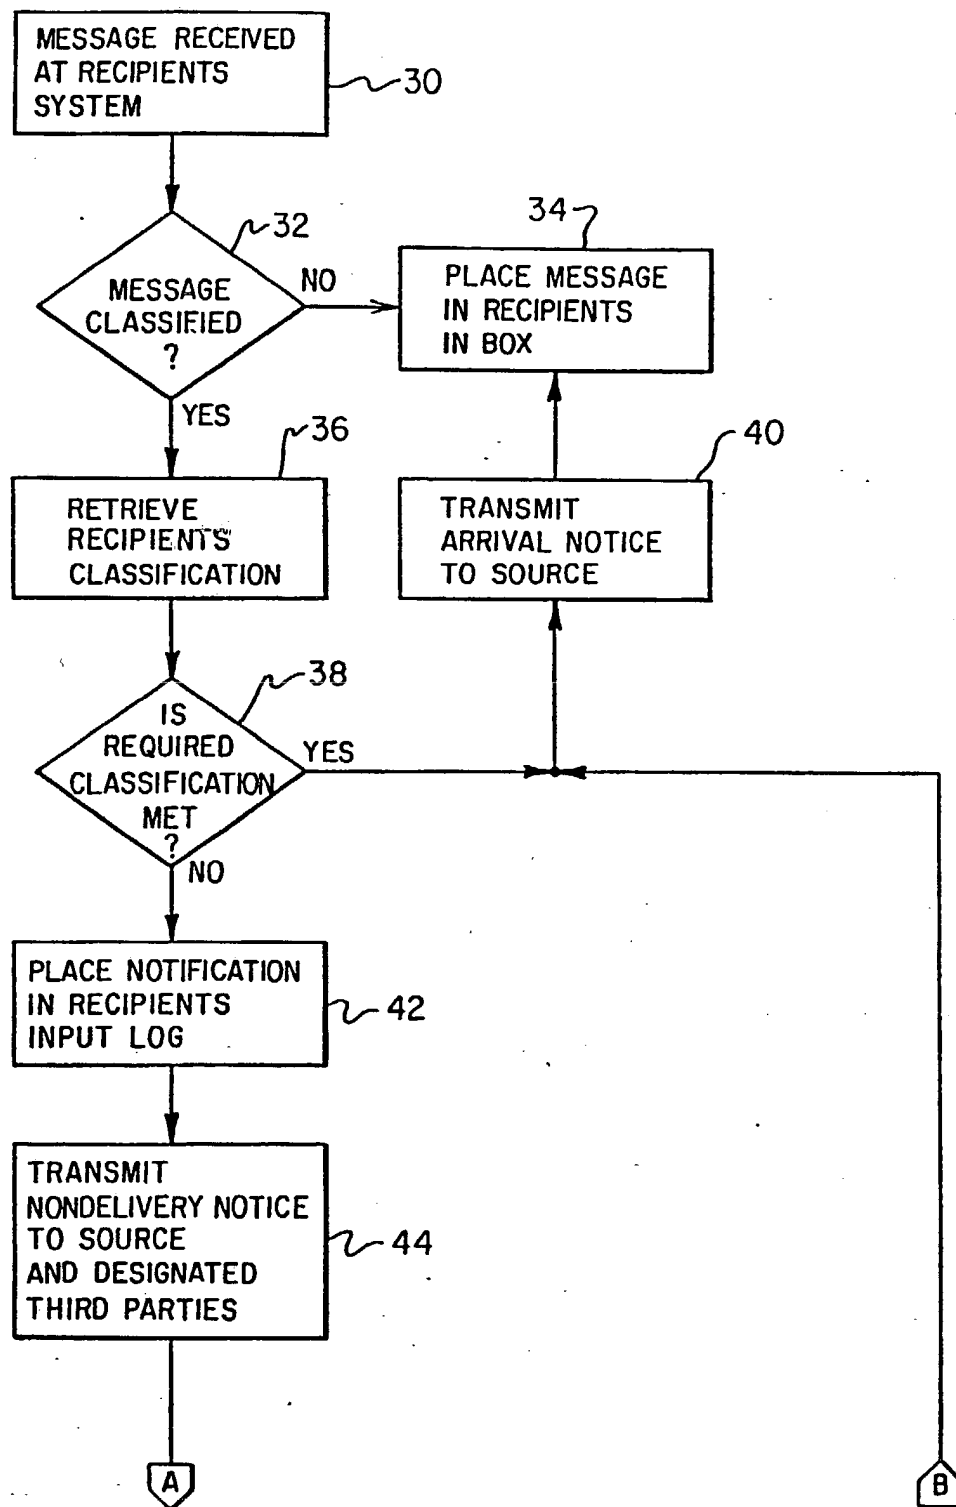 MESSAGE RECEIVED
AT RECIPIENTS
SYSTEM
30
32
MESSAGE
CLASSIFIED
?
NO
YES
34
PLACE MESSAGE
IN RECIPIENTS
IN BOX
36
RETRIEVE
RECIPIENTS
CLASSIFICATION
40
TRANSMIT
ARRIVAL NOTICE
TO SOURCE
38
IS
REQUIRED
CLASSIFICATION
MET
?
YES
NO
PLACE NOTIFICATION
IN RECIPIENTS
INPUT LOG
42
TRANSMIT
NONDELIVERY NOTICE
TO SOURCE
AND DESIGNATED
THIRD PARTIES
44
A
B